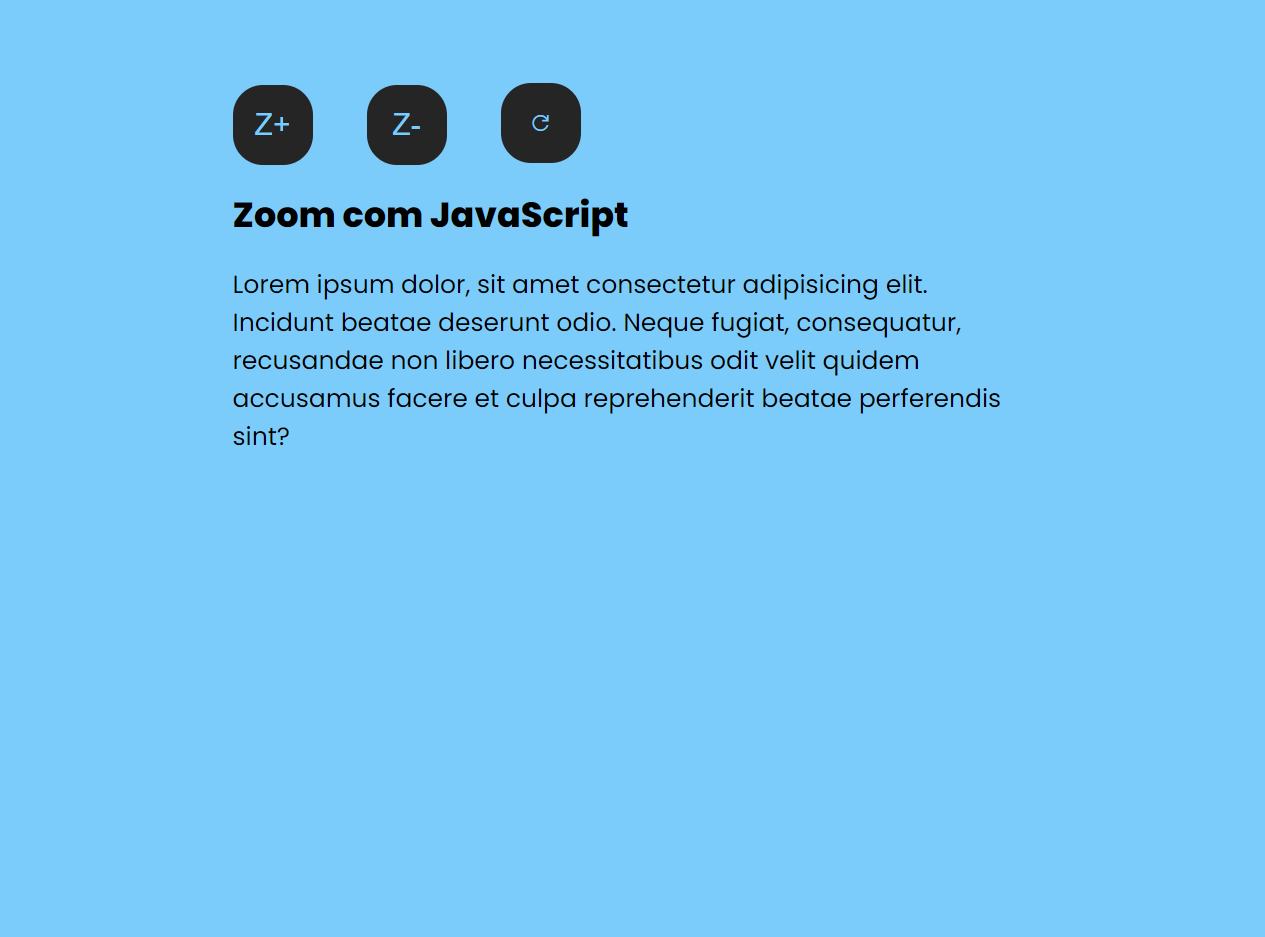 Z+ Z-
Zoom com JavaScript
Lorem ipsum dolor, sit amet consectetur adipisicing elit.
Incidunt beatae deserunt odio. Neque fugiat, consequatur,
recusandae non libero necessitatibus odit velit quidem
accusamus facere et culpa reprehenderit beatae perferendis
sint?